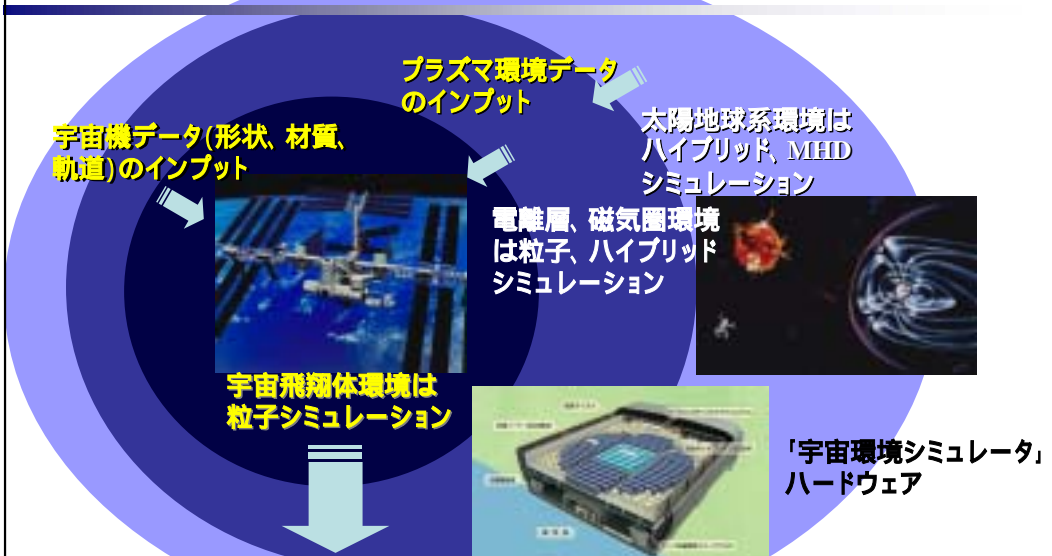 プラズマ環境データ
のインプット
宇宙機データ(形状、材質、
軌道)のインプット
太陽地球系環境は
ハイブリッド、MHD
シミュレーション
電離層、磁気圏環境
は粒子、ハイブリッド
シミュレーション
宇宙飛翔体環境は
粒子シミュレーション
「宇宙環境シミュレータ」
ハードウェア